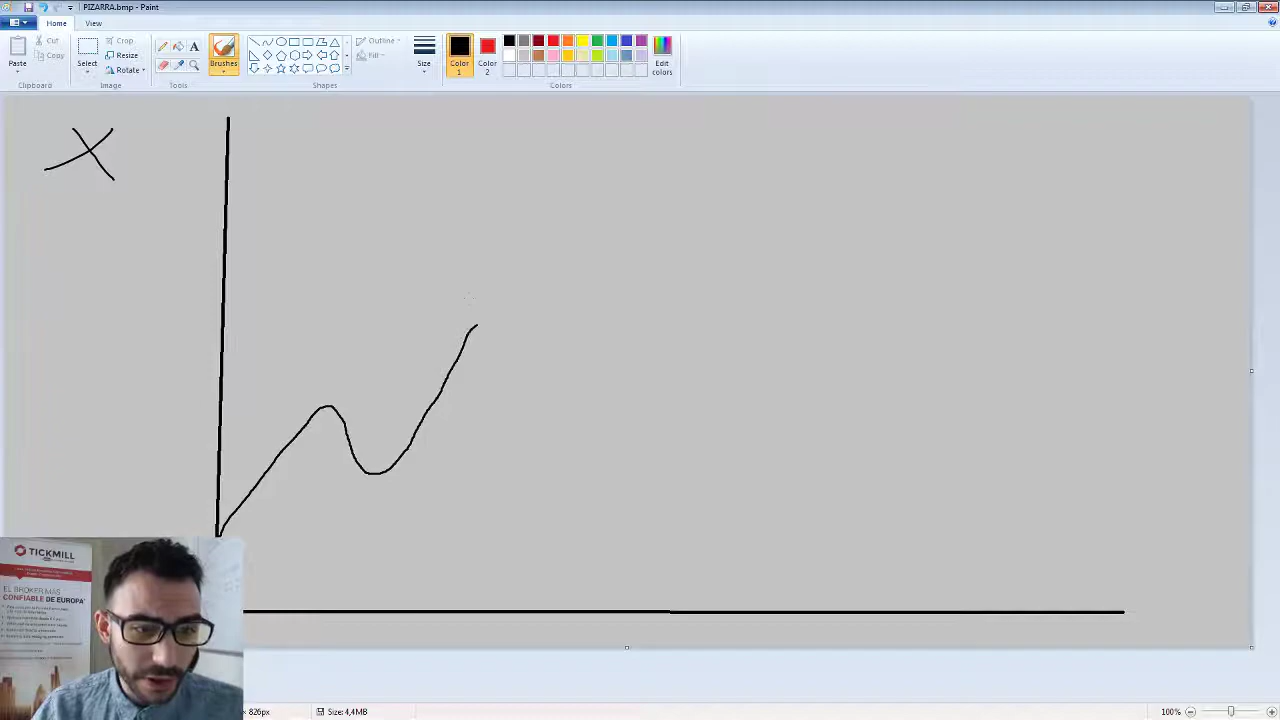 PIZARRA.bmp - Paint
Home
View
Paste
Cut
Copy
Clipboard
Select
Crop
Resize
Rotate
Image
A
Tools
Brushes
Outline
Fill
Shapes
Size
Color 1
Color 2
Edit colors
Colors
X
TICKMILL
EL BROKER MÁS
CONFIABLE DE EUROPA*
× 826px
Size: 4,4MB
100%